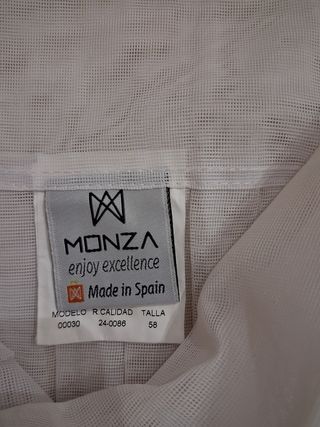 MONZA
enjoy excellence
Made in Spain
MODELO R.CALIDAD TALLA
00030 24-0086 58